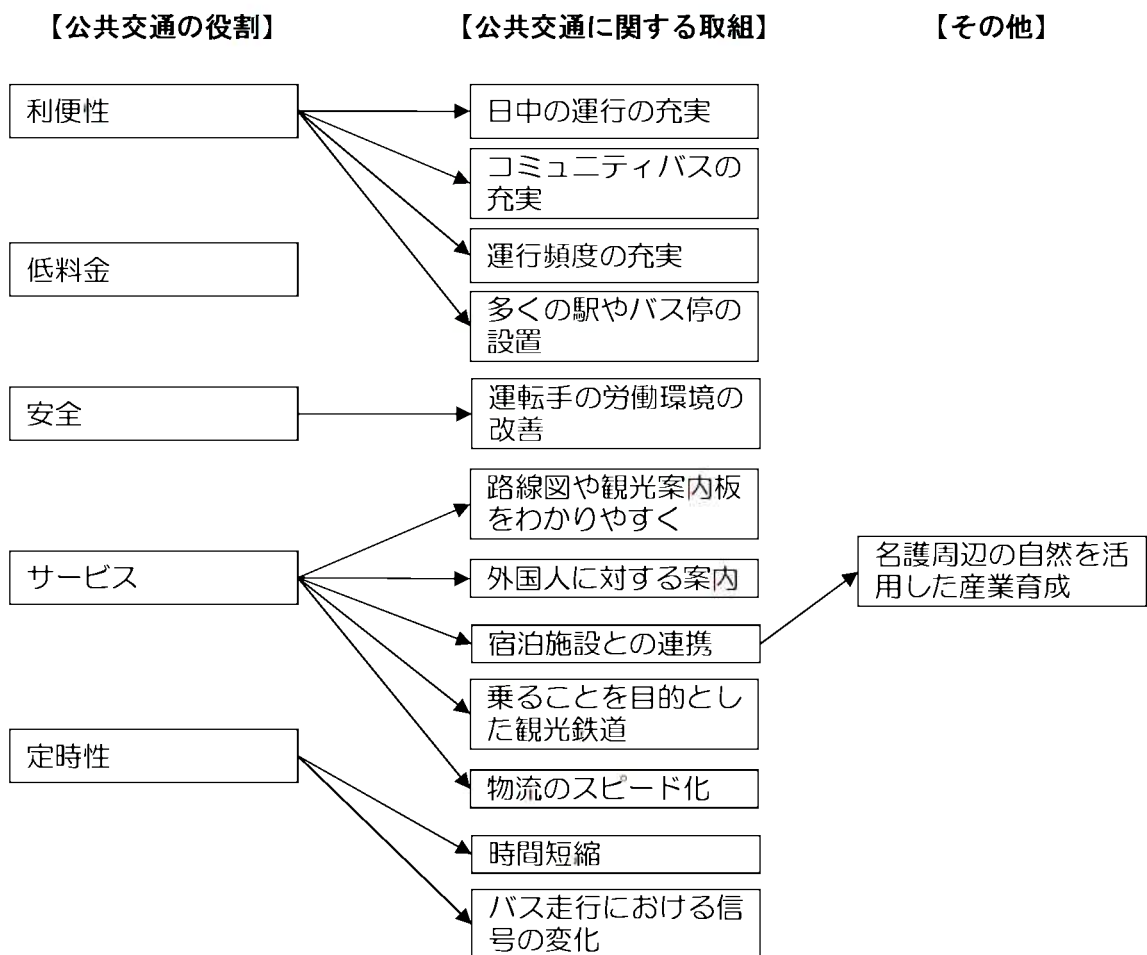 【公共交通の役割】
【公共交通に関する取組】
【その他】
利便性
低料金
安全
サービス
定時性
日中の運行の充実
コミュニティバスの
充実
運行頻度の充実
多くの駅やバス停の
設置
運転手の労働環境の
改善
路線図や観光案内板
をわかりやすく
外国人に対する案内
宿泊施設との連携
乗ることを目的とし
た観光鉄道
物流のスピード化
時間短縮
バス走行における信
号の変化
名護周辺の自然を活
用した産業育成